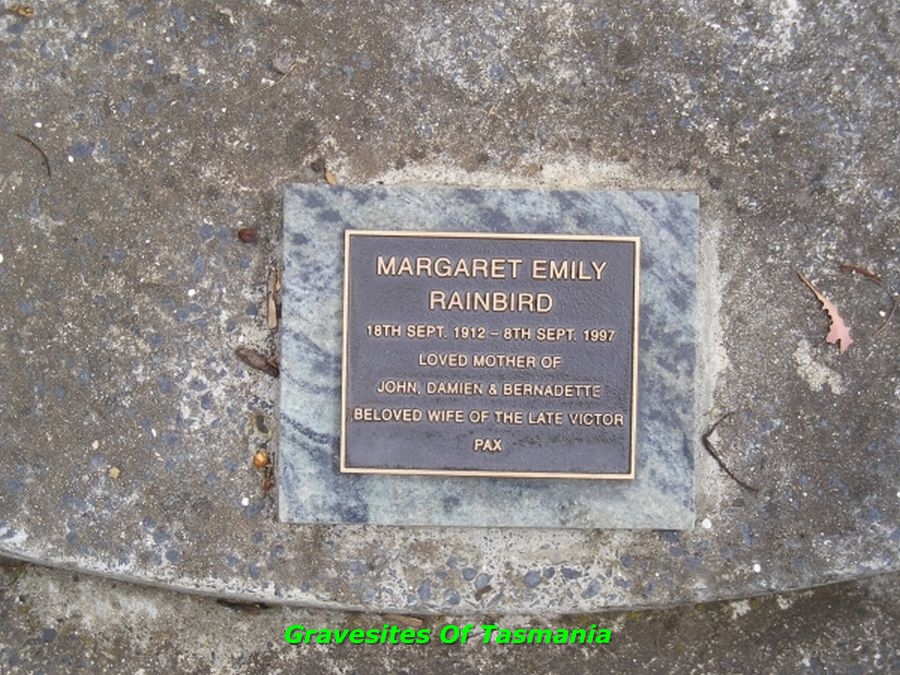 MARGARET EMILY
RAINBIRD
18TH SEPT. 1912 – 8TH SEPT. 1997
LOVED MOTHER OF
JOHN, DAMIEN & BERNADETTE
BELOVED WIFE OF THE LATE VICTOR
PAX
Gravesites Of Tasmania